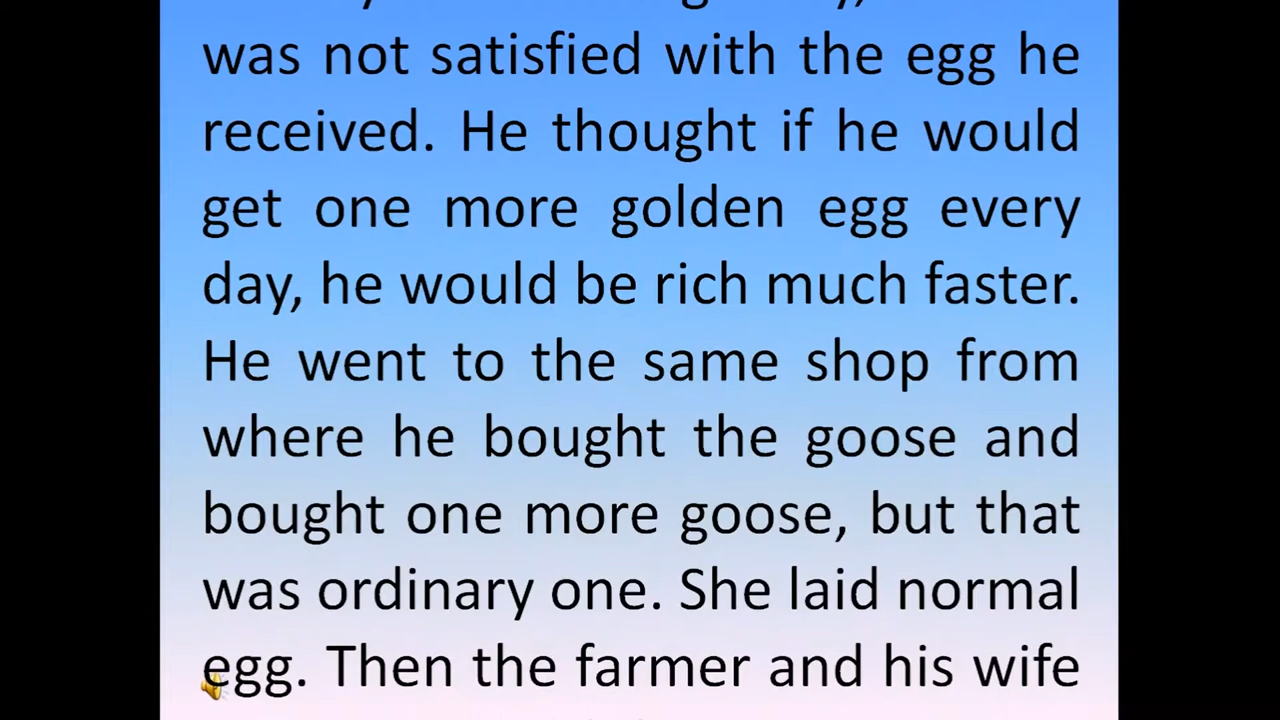 was not satisfied with the egg he
received. He thought if he would
get one more golden egg every
day, he would be rich much faster.
He went to the same shop from
where he bought the goose and
bought one more goose, but that
was ordinary one. She laid normal
egg. Then the farmer and his wife